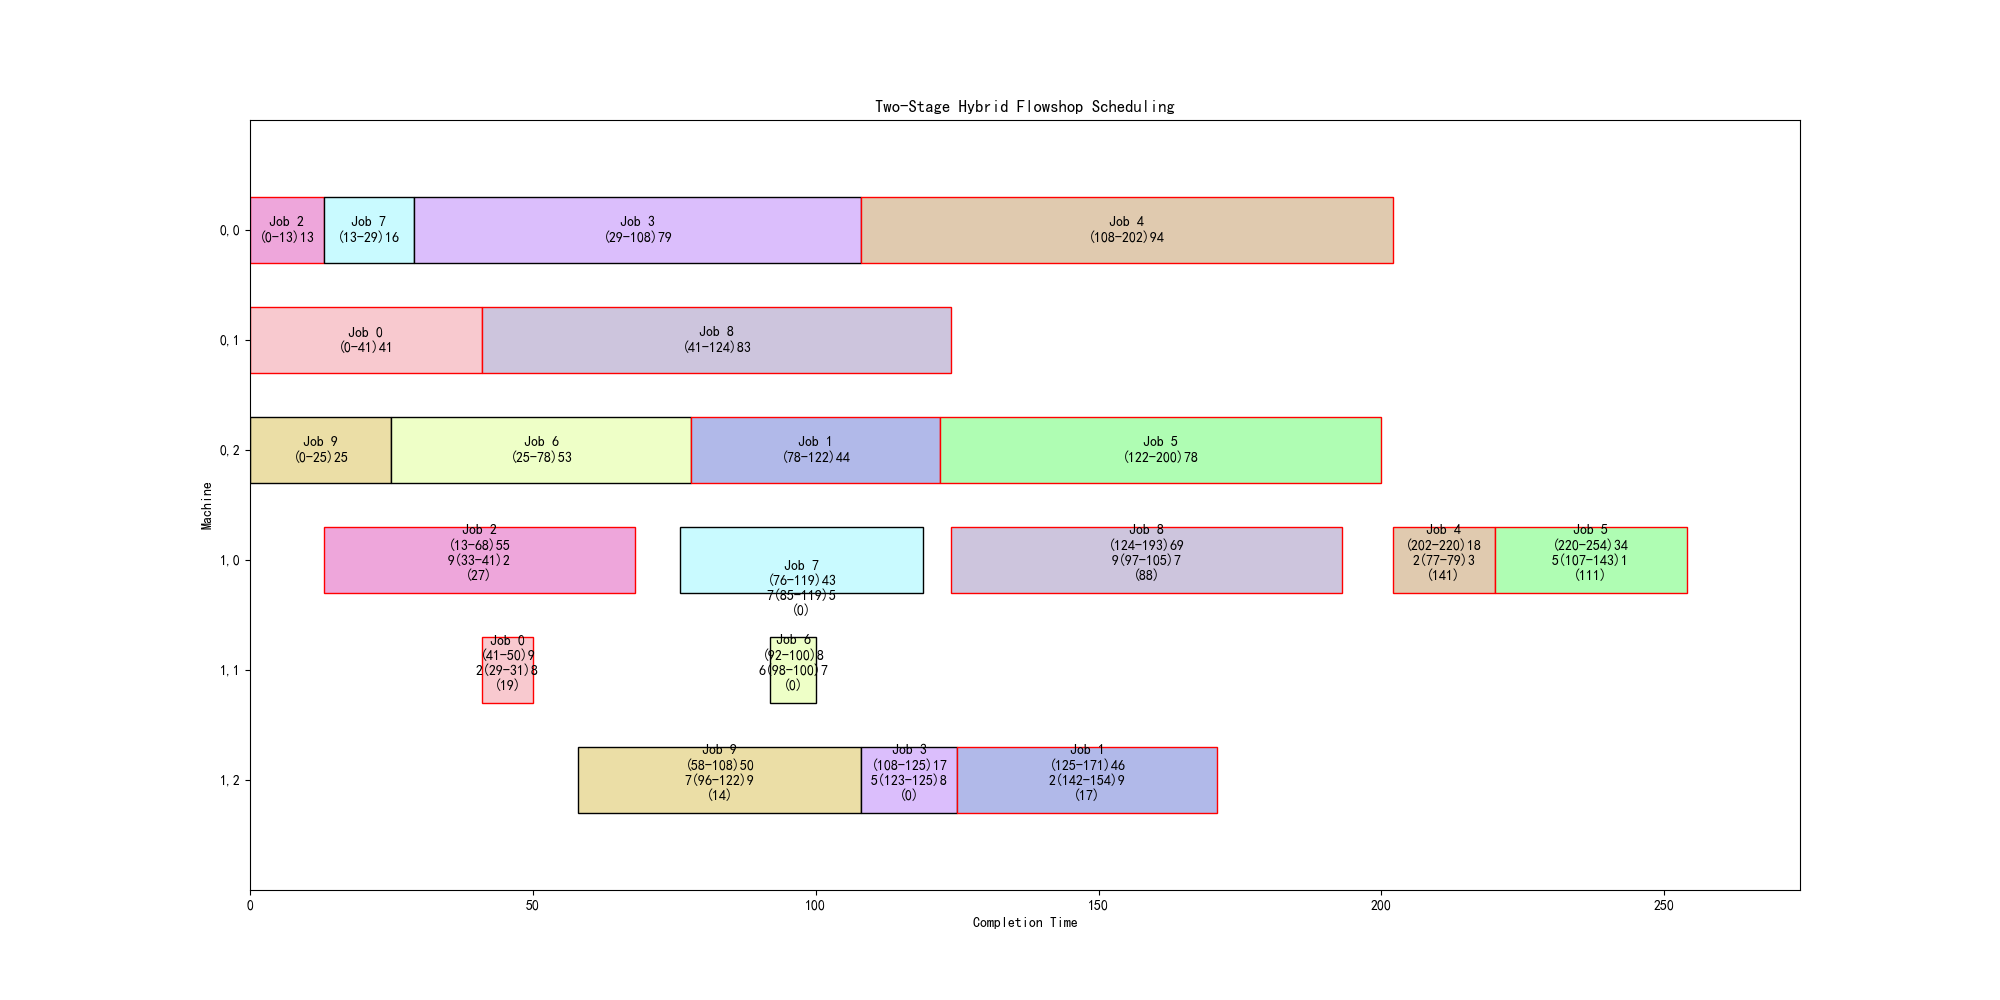 Two-Stage Hybrid Flowshop Scheduling
0,0
Job 2
(0-13)13
Job 7
(13-29)16
Job 3
(29-108)79
Job 4
(108-202)94
0,1
Job 0
(0-41)41
Job 8
(41-124)83
0,2
Job 9
(0-25)25
Job 6
(25-78)53
Job 1
(78-122)44
Job 5
(122-200)78
Machine
1,0
Job 2
(13-68)55
9(33-41)2
(27)
Job 7
(76-119)43
7(85-119)5
(0)
Job 8
(124-193)69
9(97-105)7
(88)
Job 4
(202-220)18
2(77-79)3
(141)
Job 5
(220-254)34
5(107-143)1
(111)
1,1
Job 0
(41-50)9
2(29-31)8
(19)
Job 6
(92-100)8
6(98-100)7
(0)
1,2
Job 9
(58-108)50
7(96-122)9
(14)
Job 3
(108-125)17
5(123-125)8
(0)
Job 1
(125-171)46
2(142-154)9
(17)
0
50
100
150
200
250
Completion Time